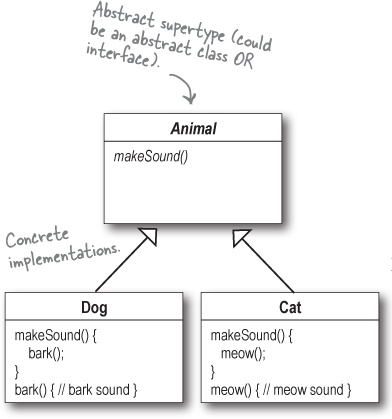 Abstract supertype (could
be an abstract class OR
interface).
Animal
makeSound()
Concrete
implementations.
Dog
makeSound() {
bark();
}
bark() { // bark sound }
Cat
makeSound() {
meow();
}
meow() { // meow sound }